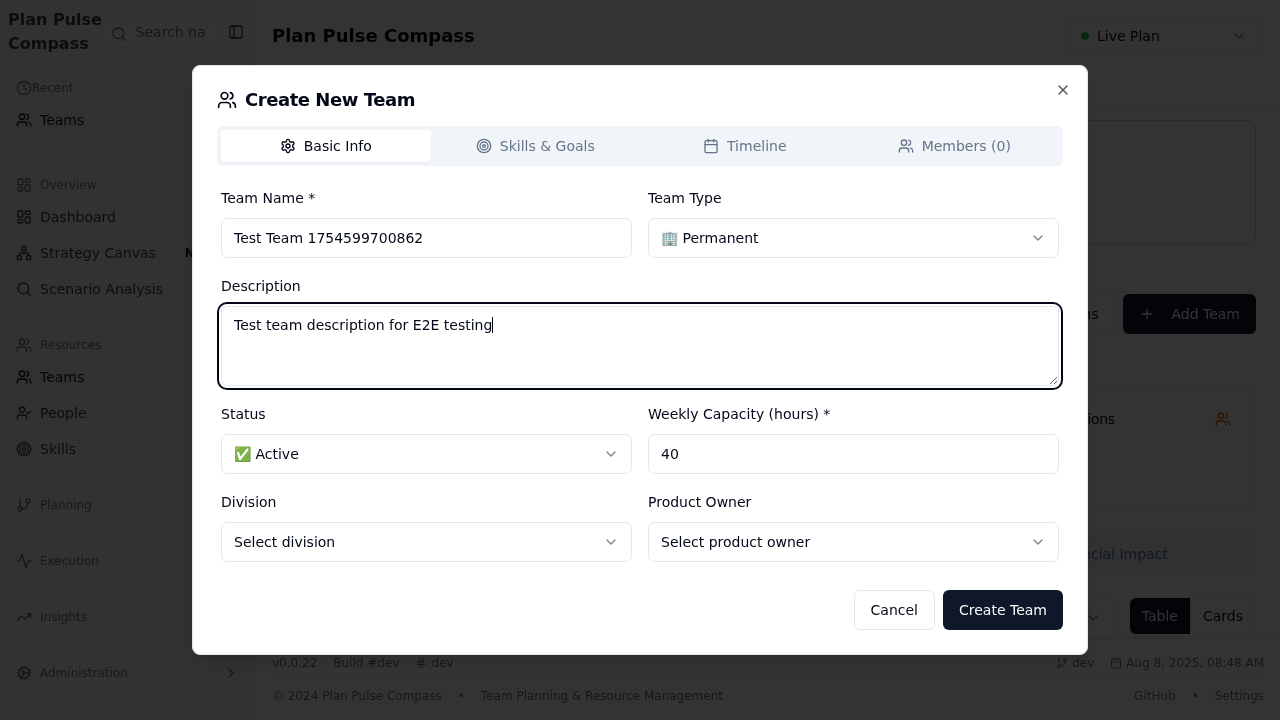 Plan Pulse
Compass
Search na
Recent
Teams
Overview
Dashboard
Strategy Canvas
Scenario Analysis
Resources
Teams
People
Skills
Planning
Execution
Insights
Administration
Plan Pulse Compass
Live Plan
Create New Team
Basic Info
Skills & Goals
Timeline
Members (0)
Team Name *
Team Type
Test Team 1754599700862
🏢 Permanent
Description
Test team description for E2E testing
Status
Weekly Capacity (hours) *
✅ Active
40
Division
Product Owner
Select division
Select product owner
Cancel
Create Team
Add Team
Table
Cards
v0.0.22
Build #dev
# dev
dev
Aug 8, 2025, 08:48 AM
© 2024 Plan Pulse Compass
•
Team Planning & Resource Management
GitHub
•
Settings